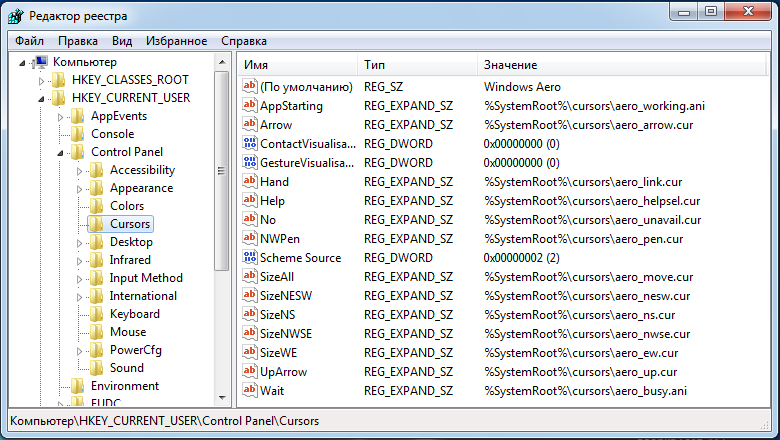 Редактор реестра
Файл Правка Вид Избранное Справка
Компьютер
HKEY_CLASSES_ROOT
HKEY_CURRENT_USER
AppEvents
Console
Control Panel
Accessibility
Appearance
Colors
Cursors
Desktop
Infrared
Input Method
International
Keyboard
Mouse
PowerCfg
Sound
Environment
EUDC
Имя Тип Значение
(По умолчанию) REG_SZ Windows Aero
AppStarting REG_EXPAND_SZ %SystemRoot%\cursors\aero_working.ani
Arrow REG_EXPAND_SZ %SystemRoot%\cursors\aero_arrow.cur
ContactVisualisa... REG_DWORD 0x00000000 (0)
GestureVisualisa... REG_DWORD 0x00000000 (0)
Hand REG_EXPAND_SZ %SystemRoot%\cursors\aero_link.cur
Help REG_EXPAND_SZ %SystemRoot%\cursors\aero_helpsel.cur
No REG_EXPAND_SZ %SystemRoot%\cursors\aero_unavail.cur
NWPen REG_EXPAND_SZ %SystemRoot%\cursors\aero_pen.cur
Scheme Source REG_DWORD 0x00000002 (2)
SizeAll REG_EXPAND_SZ %SystemRoot%\cursors\aero_move.cur
SizeNESW REG_EXPAND_SZ %SystemRoot%\cursors\aero_nesw.cur
SizeNS REG_EXPAND_SZ %SystemRoot%\cursors\aero_ns.cur
SizeNWSE REG_EXPAND_SZ %SystemRoot%\cursors\aero_nwse.cur
SizeWE REG_EXPAND_SZ %SystemRoot%\cursors\aero_ew.cur
UpArrow REG_EXPAND_SZ %SystemRoot%\cursors\aero_up.cur
Wait REG_EXPAND_SZ %SystemRoot%\cursors\aero_busy.ani
Компьютер\HKEY_CURRENT_USER\Control Panel\Cursors